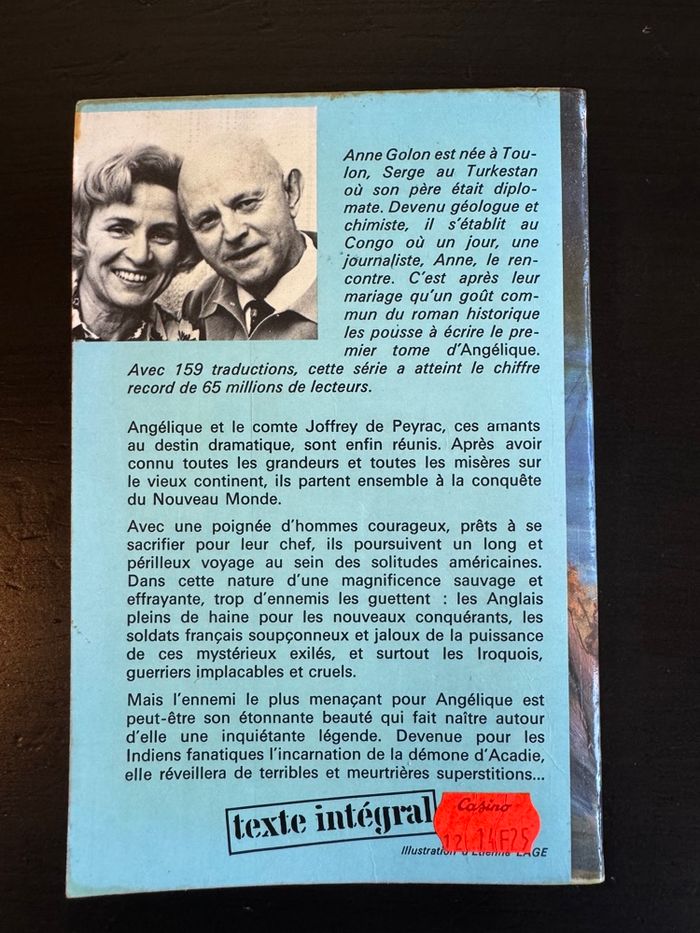 Anne Golon est née à Tou-
lon, Serge au Turkestan
où son père était diplo-
mate. Devenu géologue et
chimiste, il s'établit au
Congo où un jour, une
journaliste, Anne, le ren-
contre. C'est après leur
mariage qu'un goût com-
mun du roman historique
les pousse à écrire le pre-
mier tome d'Angélique.
Avec 159 traductions, cette série a atteint le chiffre
record de 65 millions de lecteurs.
Angélique et le comte Joffrey de Peyrac, ces amants
au destin dramatique, sont enfin réunis. Après avoir
connu toutes les grandeurs et toutes les misères sur
le vieux continent, ils partent ensemble à la conquête
du Nouveau Monde.
Avec une poignée d'hommes courageux, prêts à se
sacrifier pour leur chef, ils poursuivent un long et
périlleux voyage au sein des solitudes américaines.
Dans cette nature d'une magnificence sauvage et
effrayante, trop d'ennemis les guettent : les Anglais
pleins de haine pour les nouveaux conquérants, les
soldats français soupçonneux et jaloux de la puissance
de ces mystérieux exilés, et surtout les Iroquois,
guerriers implacables et cruels.
Mais l'ennemi le plus menaçant pour Angélique est
peut-être son étonnante beauté qui fait naître autour
d'elle une inquiétante légende. Devenue pour les
Indiens fanatiques l'incarnation de la démone d'Acadie,
elle réveillera de terribles et meurtrières superstitions...
texte intégral
Casino
12 14F25
Illustration d'Etienne LAGE